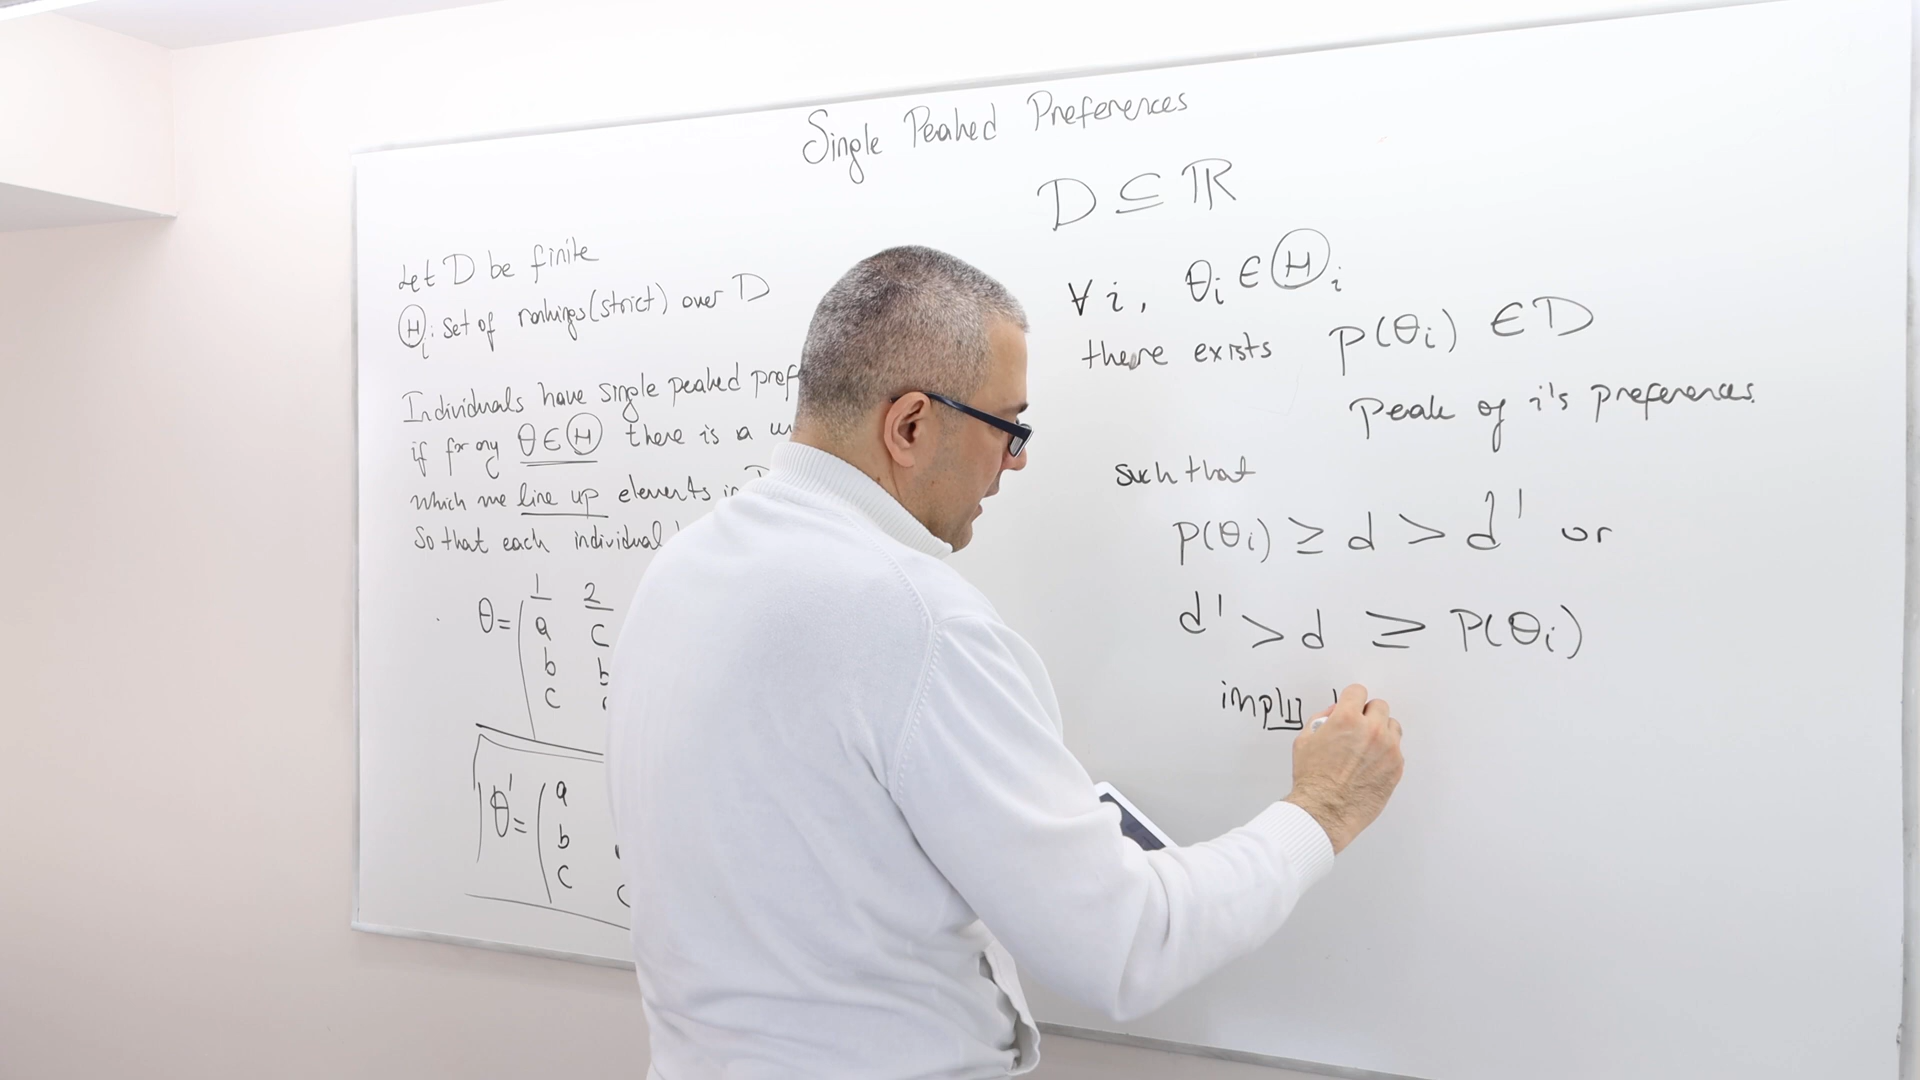 Single Peaked Preferences
Let D be finite
Ⓗi: set of rankings (strict) over D
Individuals have single peaked pref
if for any θ∈Ⓗ there is a
which we line up elements in
So that each individual
θ= 1 2
a c
b b
c
θ'= a
b
c c
D ⊆ ℝ
∀ i, θi ∈ Ⓗi
there exists p(θi) ∈ D
peak of i's preferences.
such that
p(θi) ≥ d > d' or
d' > d ≥ p(θi)
imply